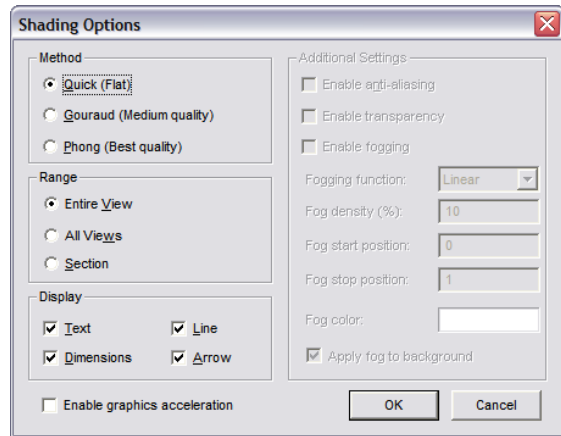 Shading Options
Method
Quick (Flat)
Gouraud (Medium quality)
Phong (Best quality)
Range
Entire View
All Views
Section
Display
Text
Line
Dimensions
Arrow
Enable graphics acceleration
Additional Settings
Enable anti-aliasing
Enable transparency
Enable fogging
Fogging function:
Linear
Fog density (%):
10
Fog start position:
0
Fog stop position:
1
Fog color:
Apply fog to background
OK
Cancel